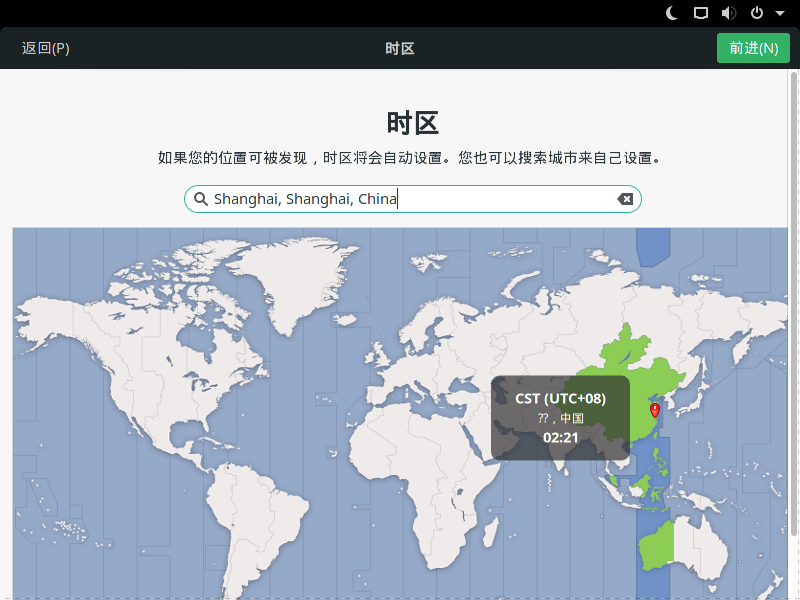 返回(P)
时区
前进(N)
时区
如果您的位置可被发现，时区将会自动设置。您也可以搜索城市来自己设置。
Shanghai, Shanghai, China
CST (UTC+08)
??，中国
02:21